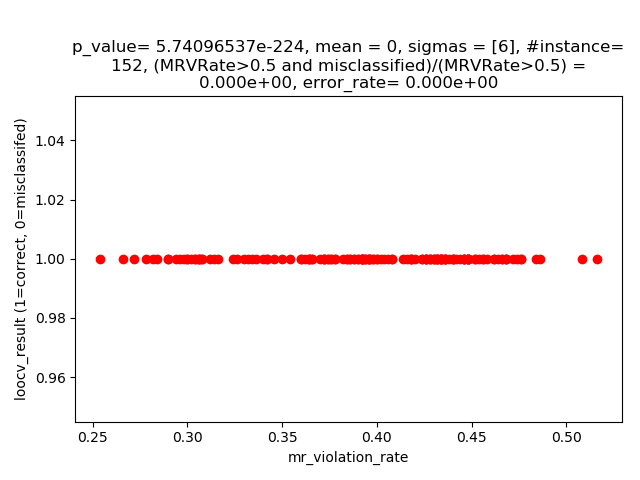 p_value= 5.74096537e-224, mean = 0, sigmas = [6], #instance=
152, (MRVRate>0.5 and misclassified)/(MRVRate>0.5) =
0.000e+00, error_rate= 0.000e+00
loocv_result (1=correct, 0=misclassifed)
1.04
1.02
1.00
0.98
0.96
0.25 0.30 0.35 0.40 0.45 0.50
mr_violation_rate